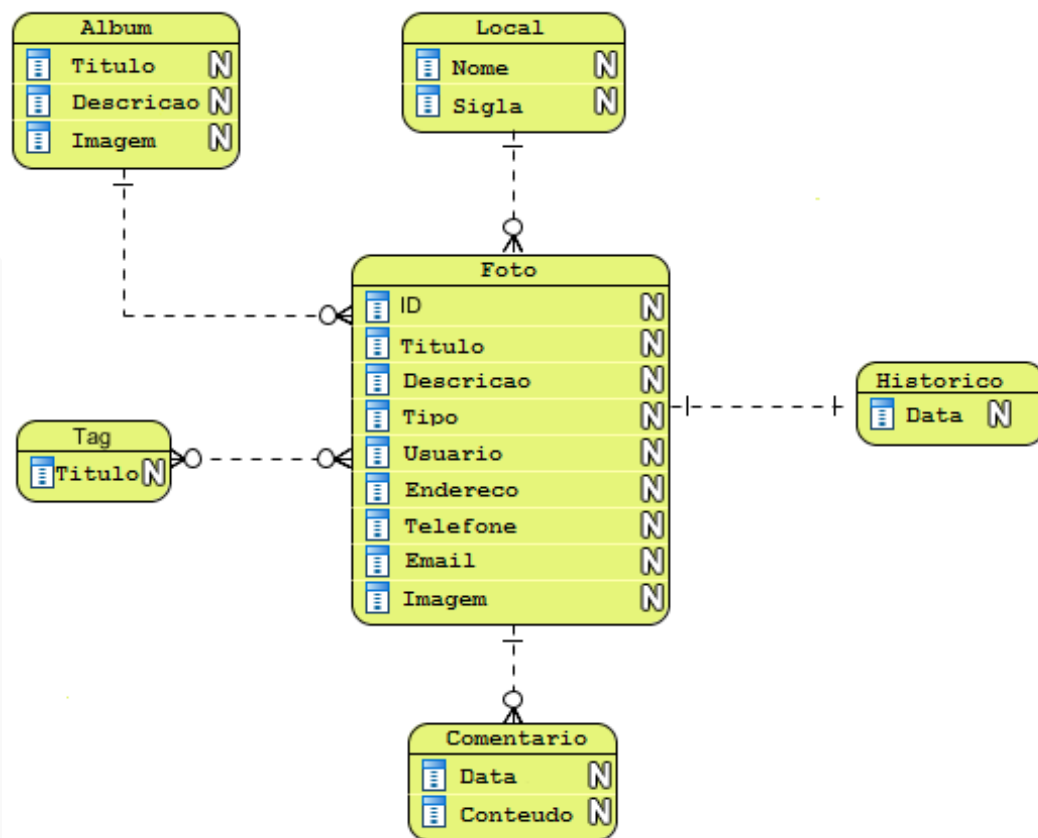 Album
Titulo N
Descricao N
Imagem N
Local
Nome N
Sigla N
Foto
ID N
Titulo N
Descricao N
Tipo N
Usuario N
Endereco N
Telefone N
Email N
Imagem N
Historico
Data N
Tag
Titulo N
Comentario
Data N
Conteudo N